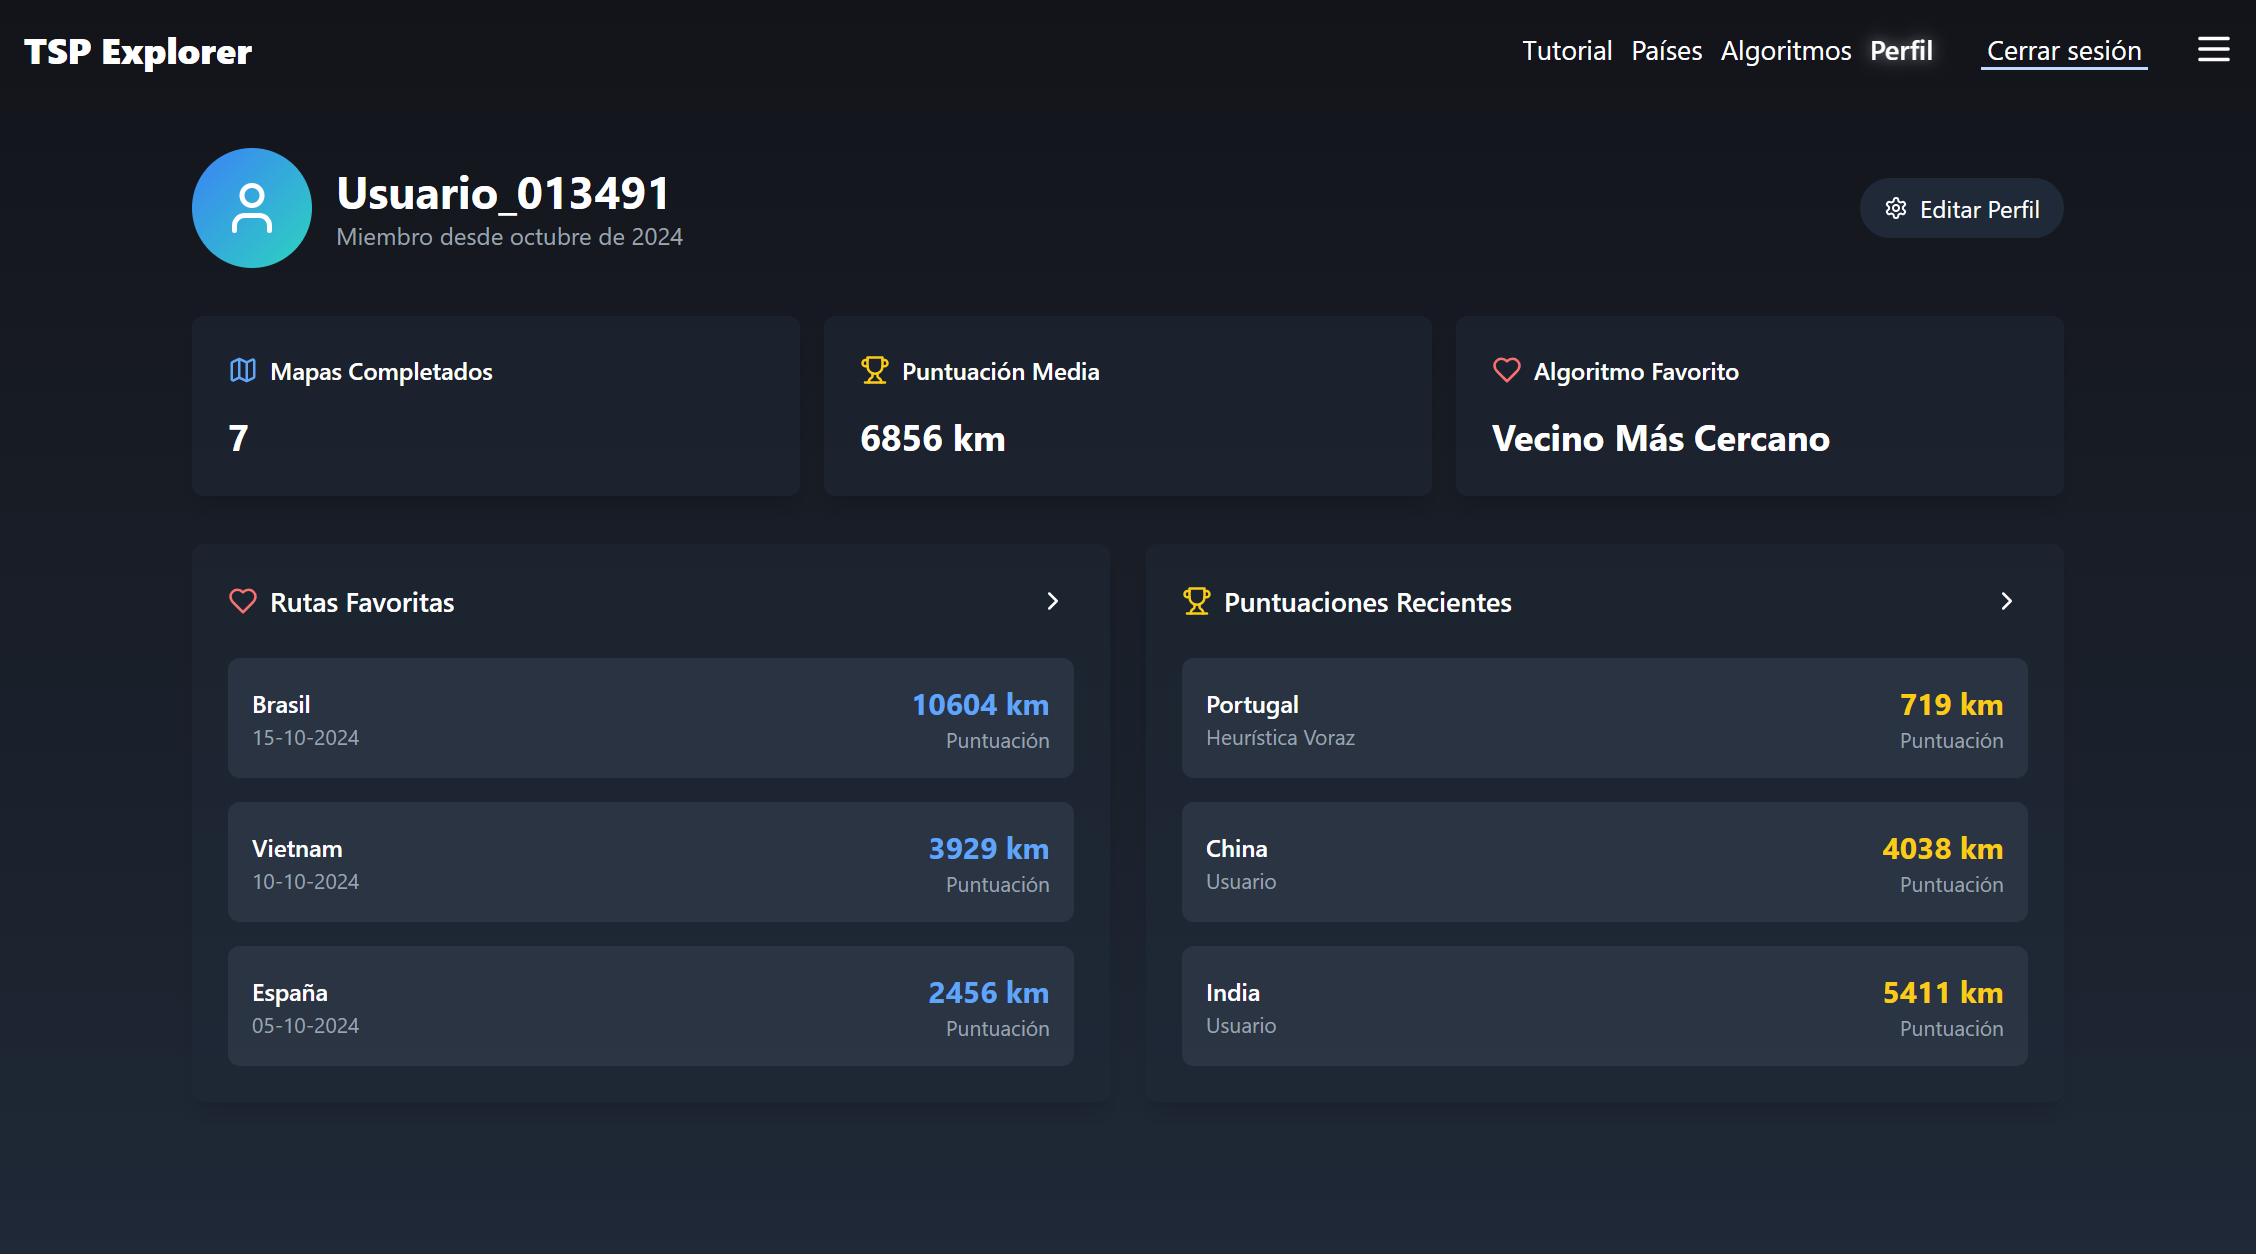 TSP Explorer
Tutorial Países Algoritmos Perfil Cerrar sesión
Usuario_013491
Miembro desde octubre de 2024
Editar Perfil
Mapas Completados
7
Puntuación Media
6856 km
Algoritmo Favorito
Vecino Más Cercano
Rutas Favoritas
Brasil
15-10-2024
10604 km
Puntuación
Vietnam
10-10-2024
3929 km
Puntuación
España
05-10-2024
2456 km
Puntuación
Puntuaciones Recientes
Portugal
Heurística Voraz
719 km
Puntuación
China
Usuario
4038 km
Puntuación
India
Usuario
5411 km
Puntuación